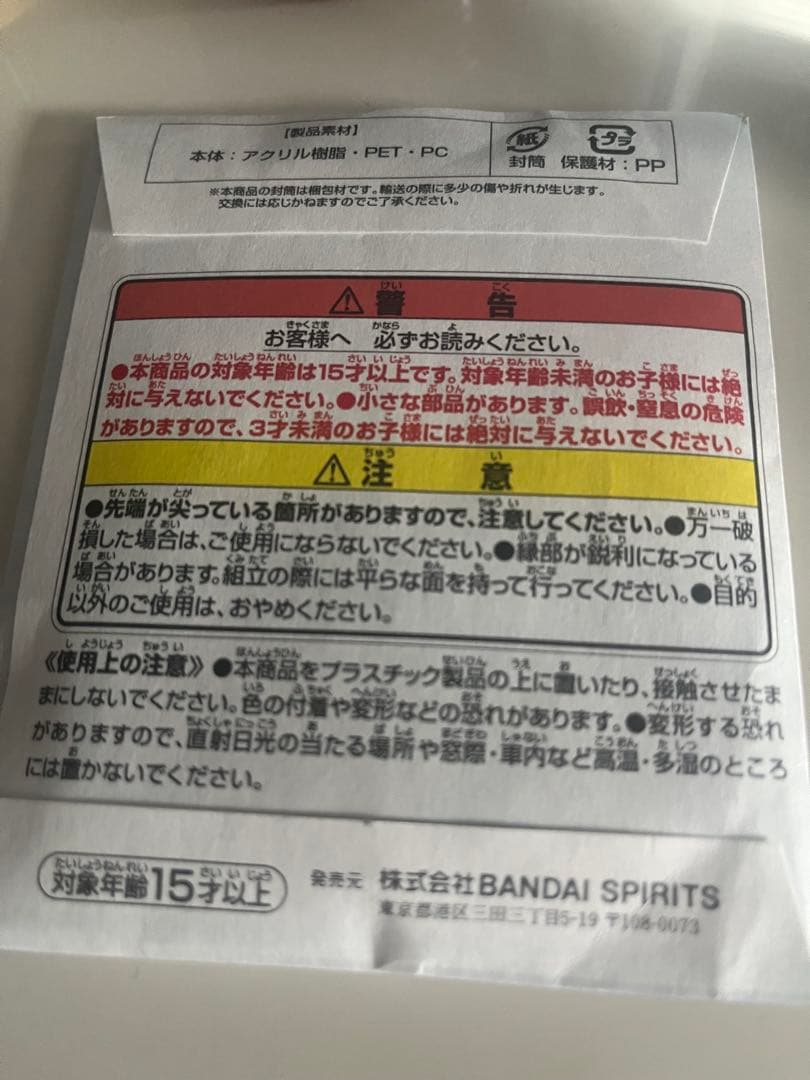 【製品素材】
本体：アクリル樹脂・PET・PC
紙
封筒
プラ
保護材：PP
※本商品の封筒は梱包材です。輸送の際に多少の傷や折れが生じます。
交換には応じかねますのでご了承ください。
警告
お客様へ 必ずお読みください。
●本商品の対象年齢は15才以上です。対象年齢未満のお子様には絶
対に与えないでください。●小さな部品があります。誤飲・窒息の危険
がありますので、3才未満のお子様には絶対に与えないでください。
注意
●先端が尖っている箇所がありますので、注意してください。●万一破
損した場合は、ご使用にならないでください。●縁部が鋭利になっている
場合があります。組立の際には平らな面を持って行ってください。●目的
以外のご使用は、おやめください。
《使用上の注意》●本商品をプラスチック製品の上に置いたり、接触させたま
まにしないでください。色の付着や変形などの恐れがあります。●変形する恐れ
がありますので、直射日光の当たる場所や窓際・車内など高温・多湿のところ
には置かないでください。
対象年齢15才以上
発売元 株式会社BANDAI SPIRITS
東京都港区三田三丁目5-19 〒108-0073